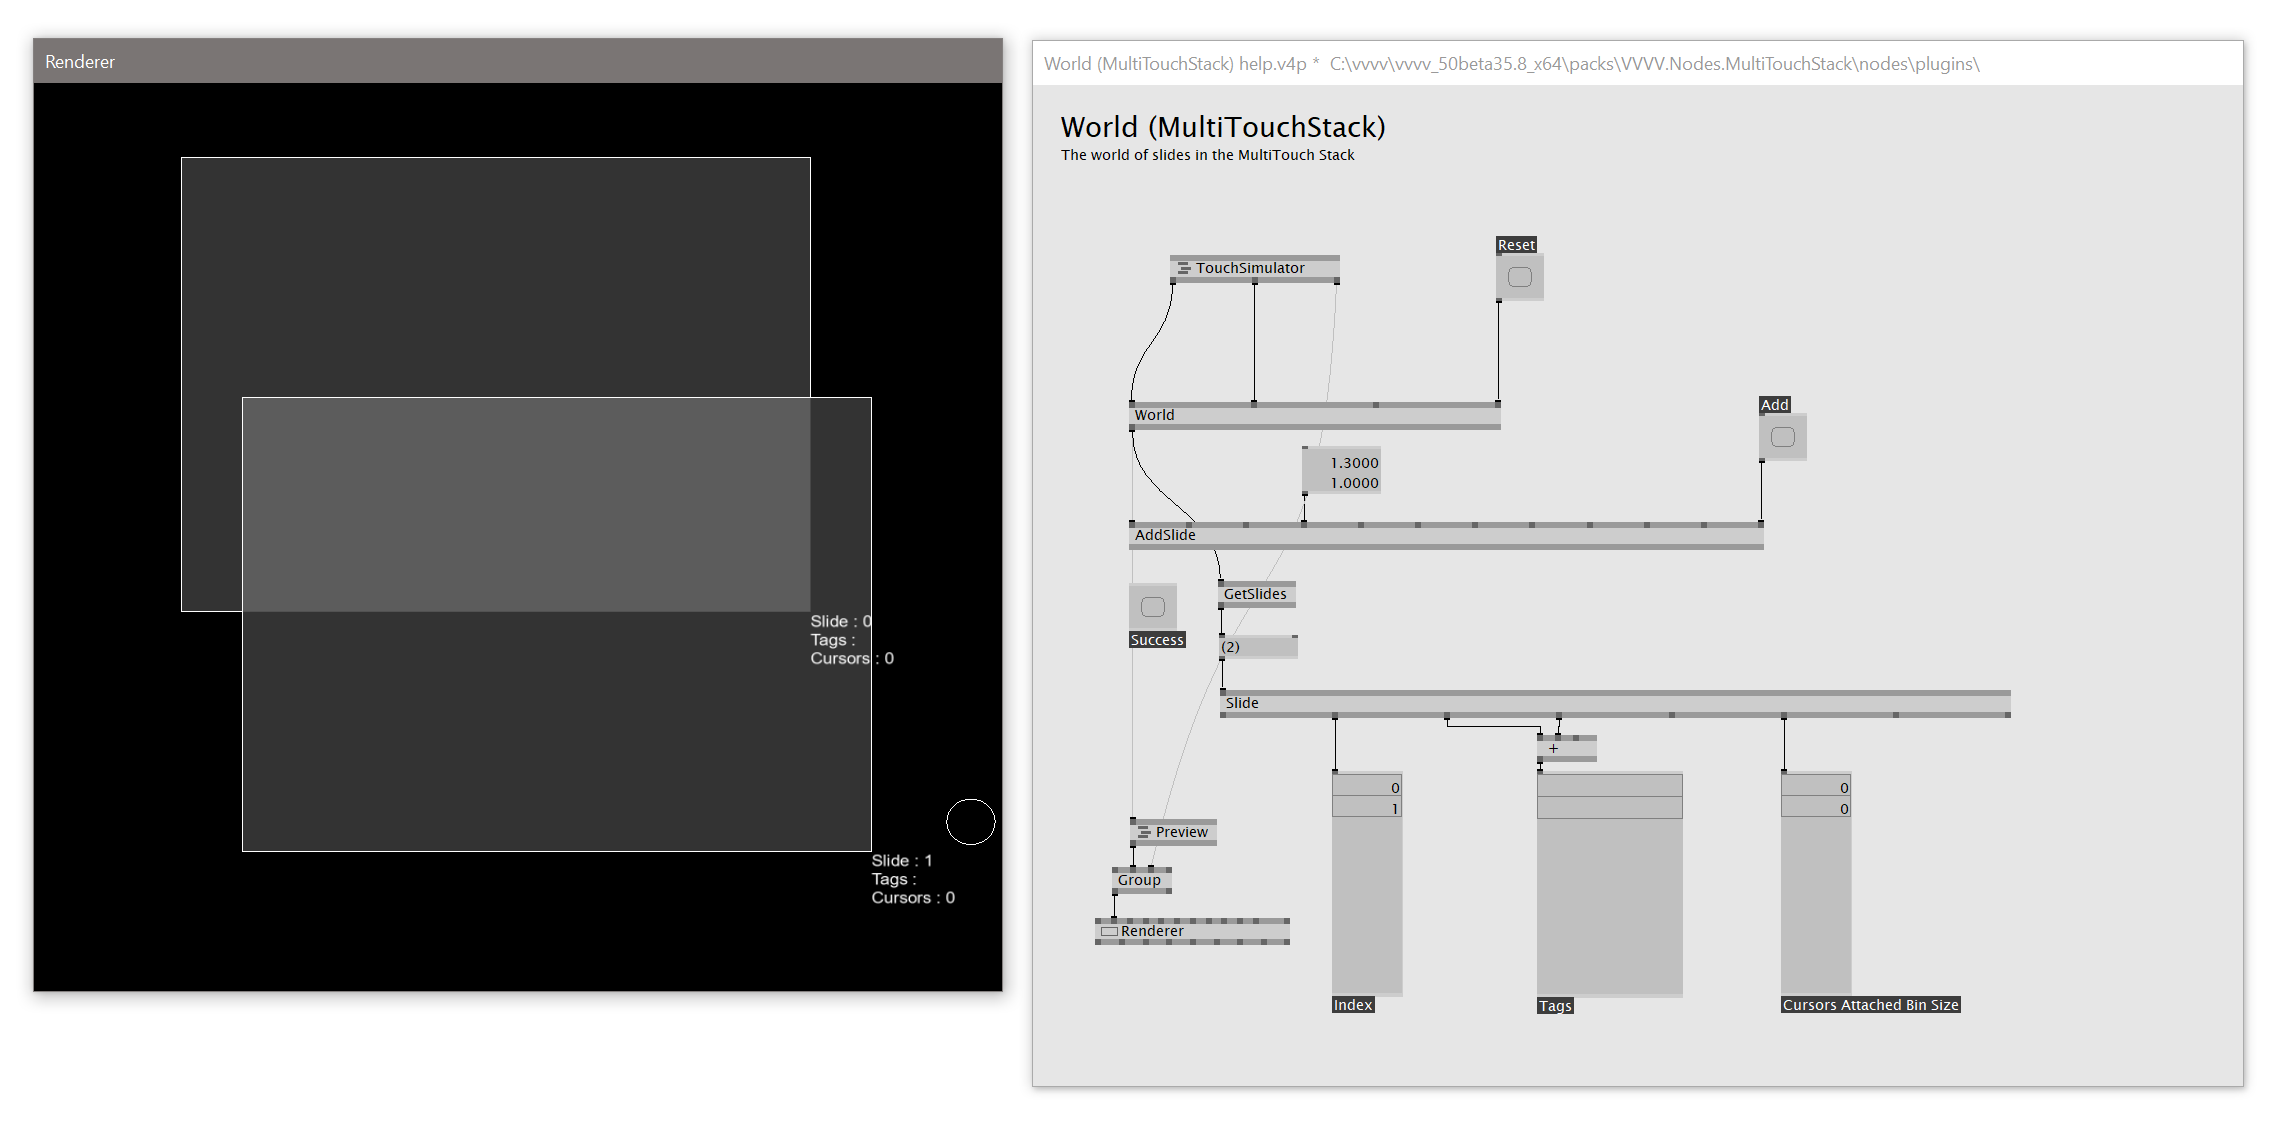 Renderer
Slide : 0
Tags :
Cursors : 0
Slide : 1
Tags :
Cursors : 0
World (MultiTouchStack) help.v4p *  C:\vvvv\vvvv_50beta35.8_x64\packs\VVVV.Nodes.MultiTouchStack\nodes\plugins\
World (MultiTouchStack)
The world of slides in the MultiTouch Stack
Reset
TouchSimulator
World
Add
1.3000
1.0000
AddSlide
GetSlides
Success
(2)
Slide
+
0
1
0
0
Preview
Group
Renderer
Index
Tags
Cursors Attached Bin Size